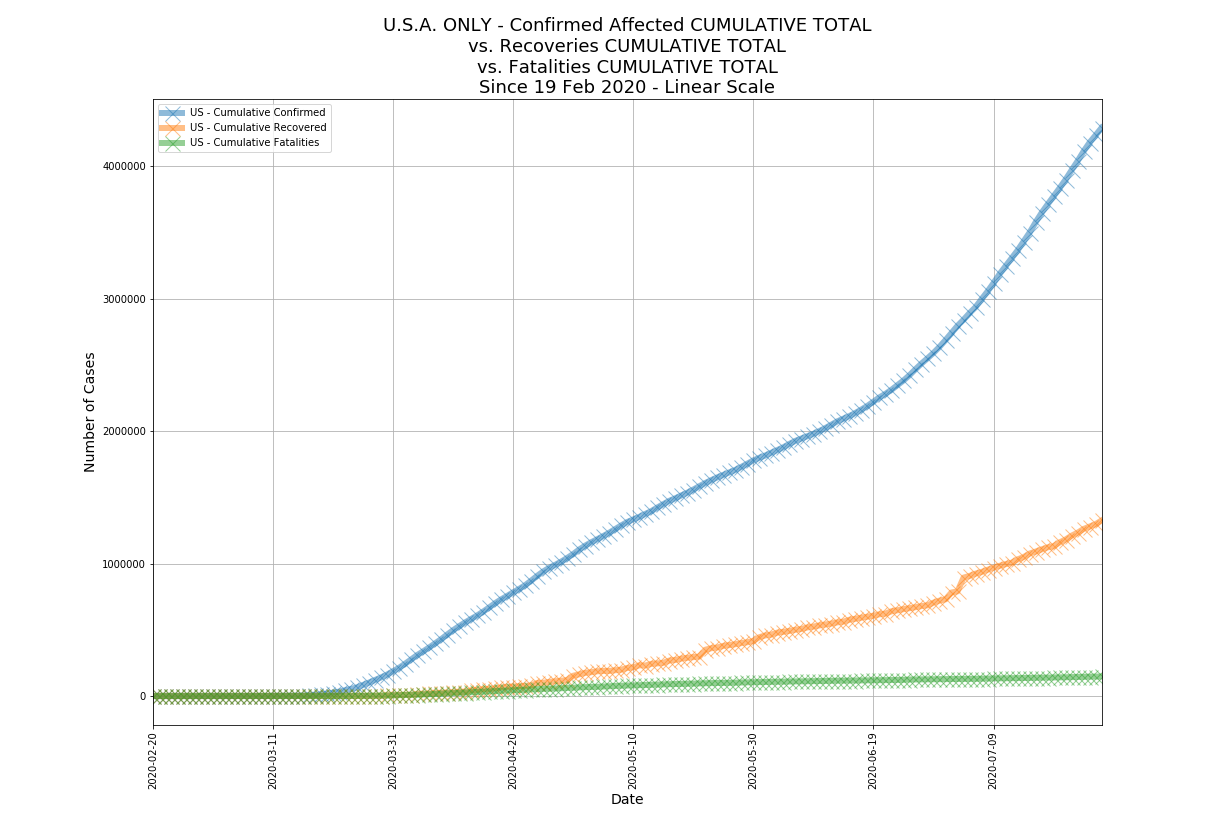 U.S.A. ONLY - Confirmed Affected CUMULATIVE TOTAL
vs. Recoveries CUMULATIVE TOTAL
vs. Fatalities CUMULATIVE TOTAL
Since 19 Feb 2020 - Linear Scale
US - Cumulative Confirmed
US - Cumulative Recovered
US - Cumulative Fatalities
4000000
3000000
2000000
1000000
0
Number of Cases
2020-02-20
2020-03-11
2020-03-31
2020-04-20
2020-05-10
2020-05-30
2020-06-19
2020-07-09
Date